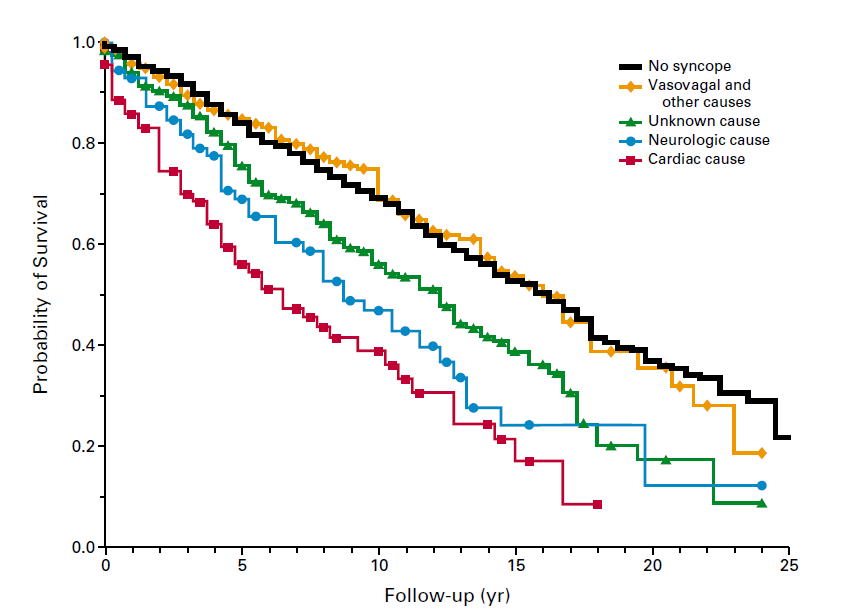 1.0
0.8
0.6
0.4
0.2
0.0
Probability of Survival
No syncope
Vasovagal and
other causes
Unknown cause
Neurologic cause
Cardiac cause
0 5 10 15 20 25
Follow-up (yr)